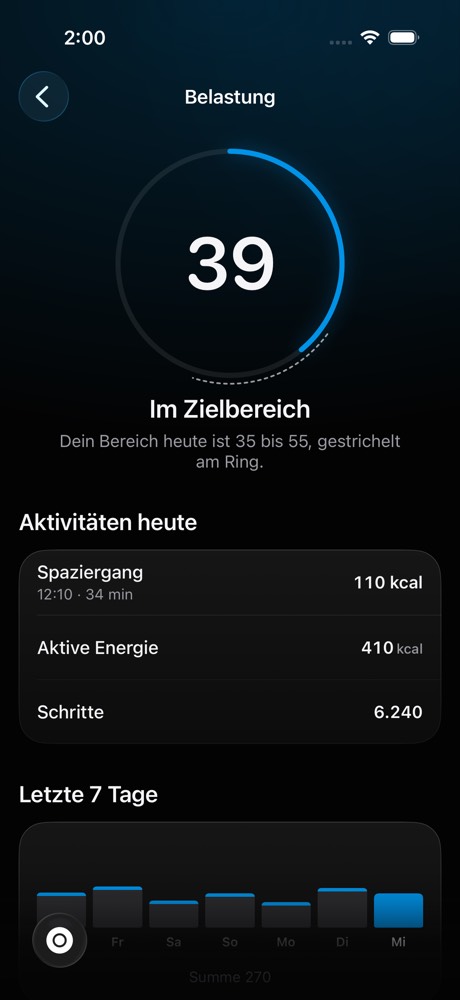 2:00
Belastung
39
Im Zielbereich
Dein Bereich heute ist 35 bis 55, gestrichelt
am Ring.
Aktivitäten heute
Spaziergang
110 kcal
12:10 · 34 min
Aktive Energie
410 kcal
Schritte
6.240
Letzte 7 Tage
Fr Sa So Mo Di Mi
Summe 270